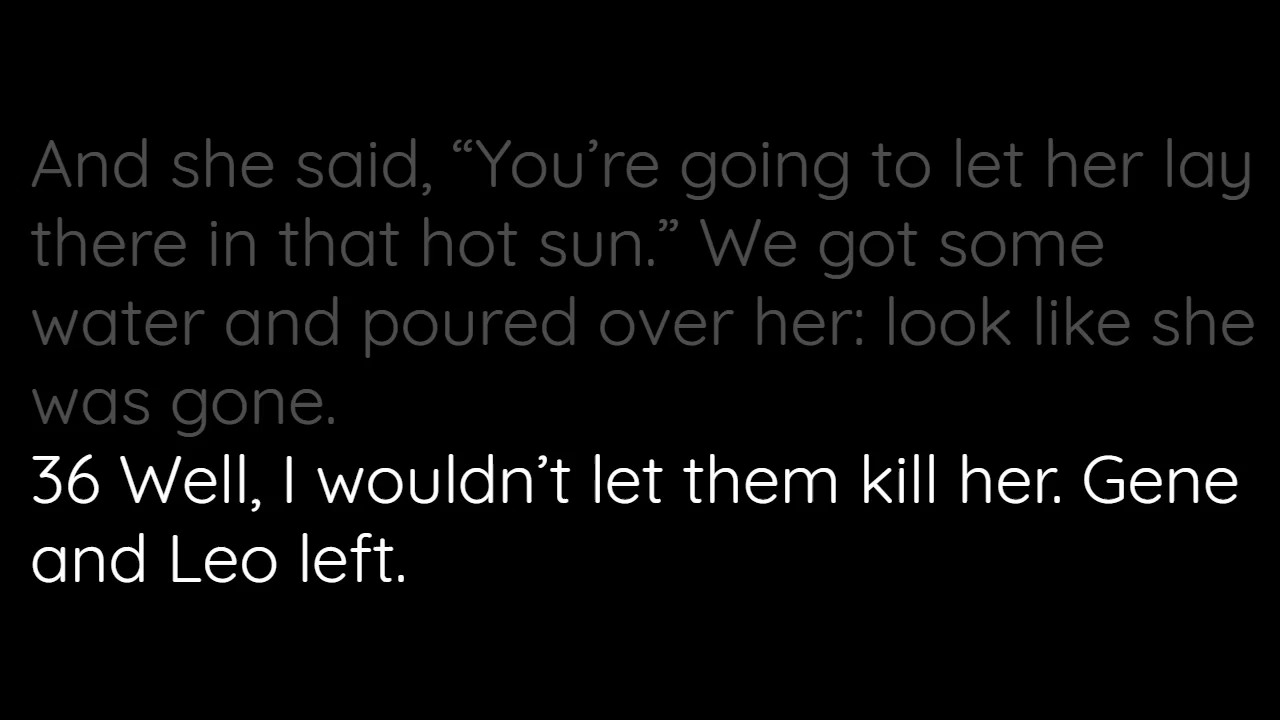 And she said, “You’re going to let her lay
there in that hot sun.” We got some
water and poured over her: look like she
was gone.
36 Well, I wouldn’t let them kill her. Gene
and Leo left.